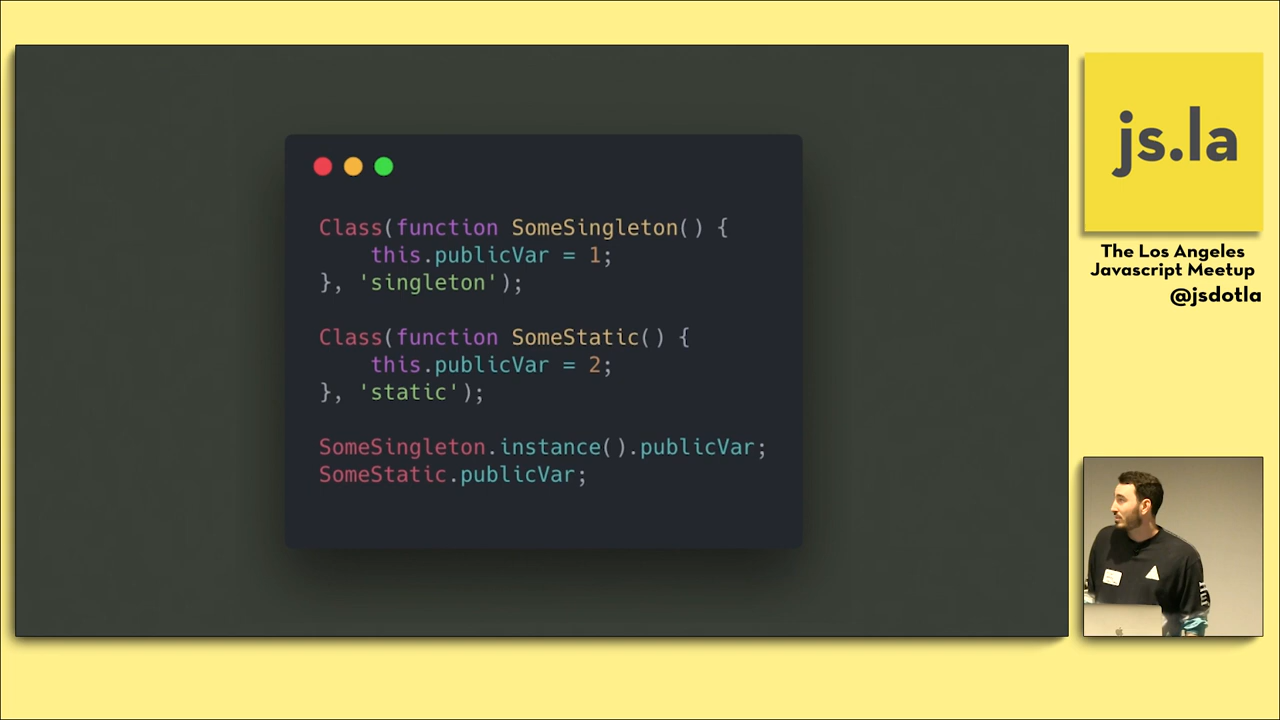 Class(function SomeSingleton() {
    this.publicVar = 1;
}, 'singleton');

Class(function SomeStatic() {
    this.publicVar = 2;
}, 'static');

SomeSingleton.instance().publicVar;
SomeStatic.publicVar;
js.la
The Los Angeles
Javascript Meetup
@jsdotla